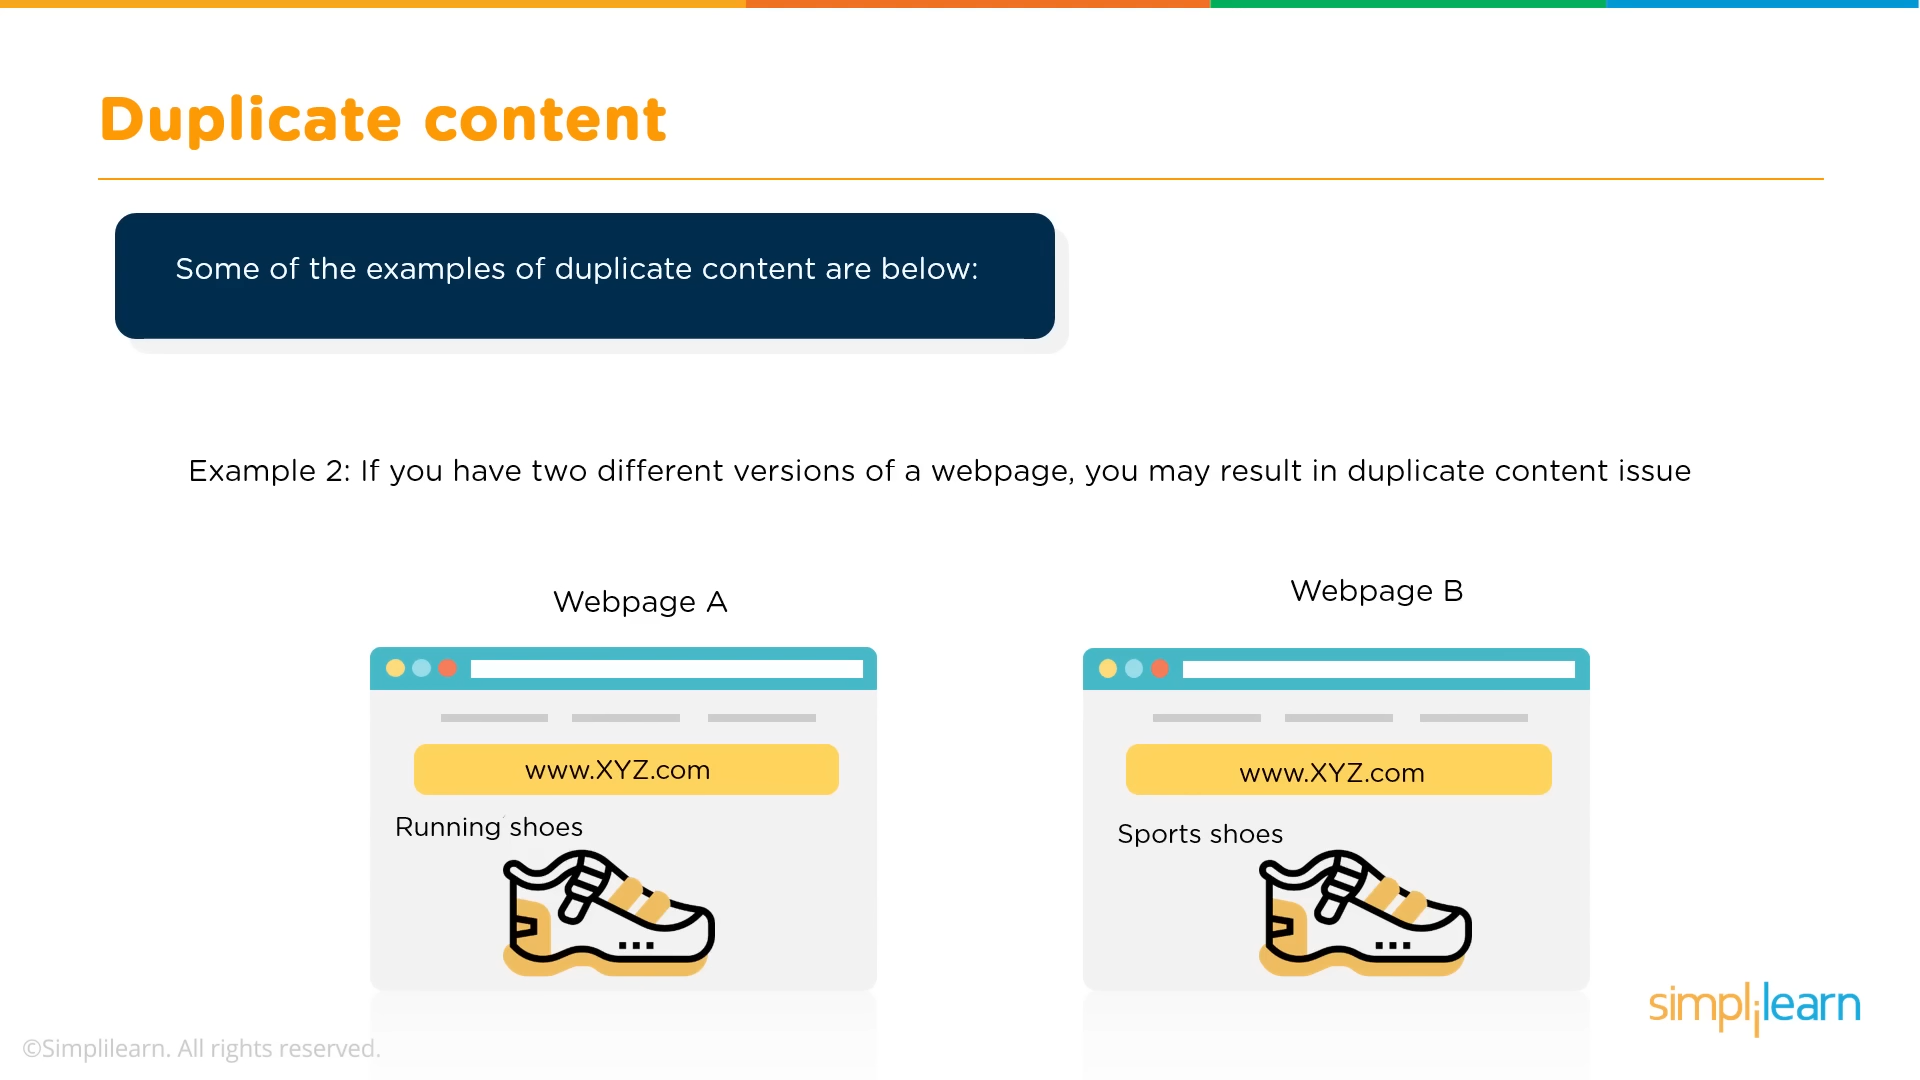 Duplicate content
Some of the examples of duplicate content are below:
Example 2: If you have two different versions of a webpage, you may result in duplicate content issue
Webpage A
Webpage B
www.XYZ.com
www.XYZ.com
Running shoes
Sports shoes
simplilearn
©Simplilearn. All rights reserved.